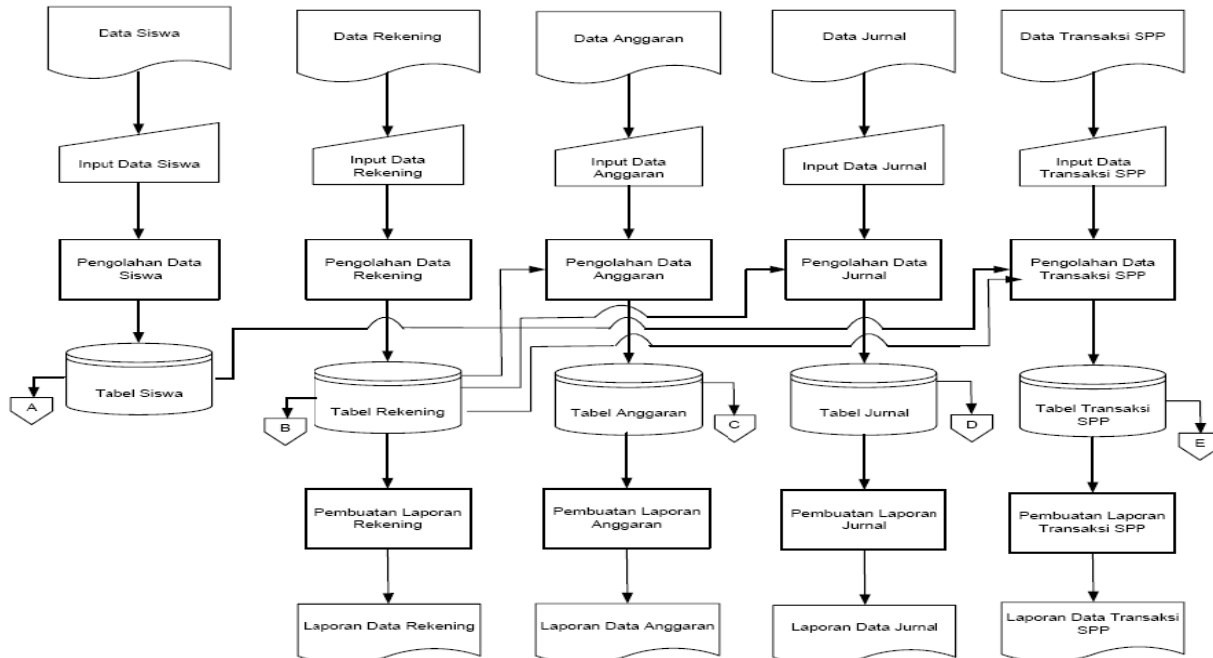 Data Siswa
Data Rekening
Data Anggaran
Data Jurnal
Data Transaksi SPP
Input Data Siswa
Input Data
Rekening
Input Data
Anggaran
Input Data Jurnal
Input Data
Transaksi SPP
Pengolahan Data
Siswa
Pengolahan Data
Rekening
Pengolahan Data
Anggaran
Pengolahan Data
Jurnal
Pengolahan Data
Transaksi SPP
A
Tabel Siswa
B
Tabel Rekening
Tabel Anggaran
C
Tabel Jurnal
D
Tabel Transaksi
SPP
E
Pembuatan Laporan
Rekening
Pembuatan Laporan
Anggaran
Pembuatan Laporan
Jurnal
Pembuatan Laporan
Transaksi SPP
Laporan Data Rekening
Laporan Data Anggaran
Laporan Data Jurnal
Laporan Data Transaksi
SPP